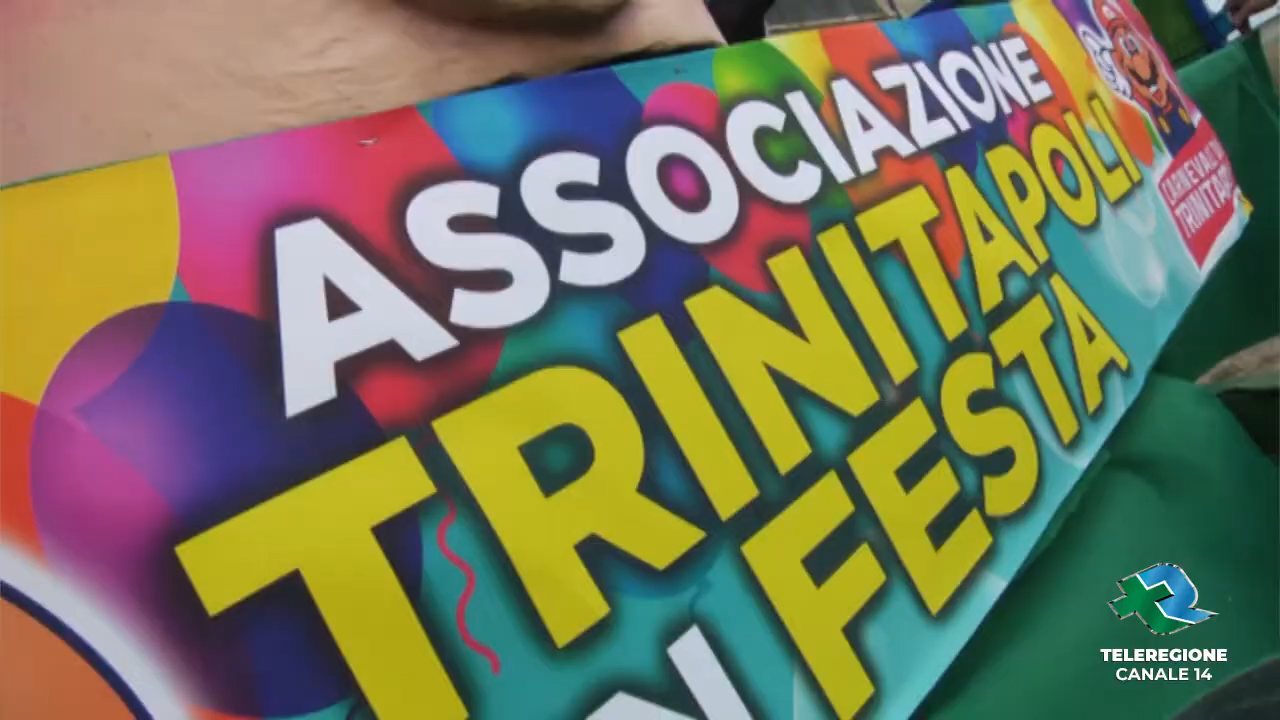 ASSOCIAZIONE
TRINITAPOLI
FESTA
TELEREGIONE
CANALE 14